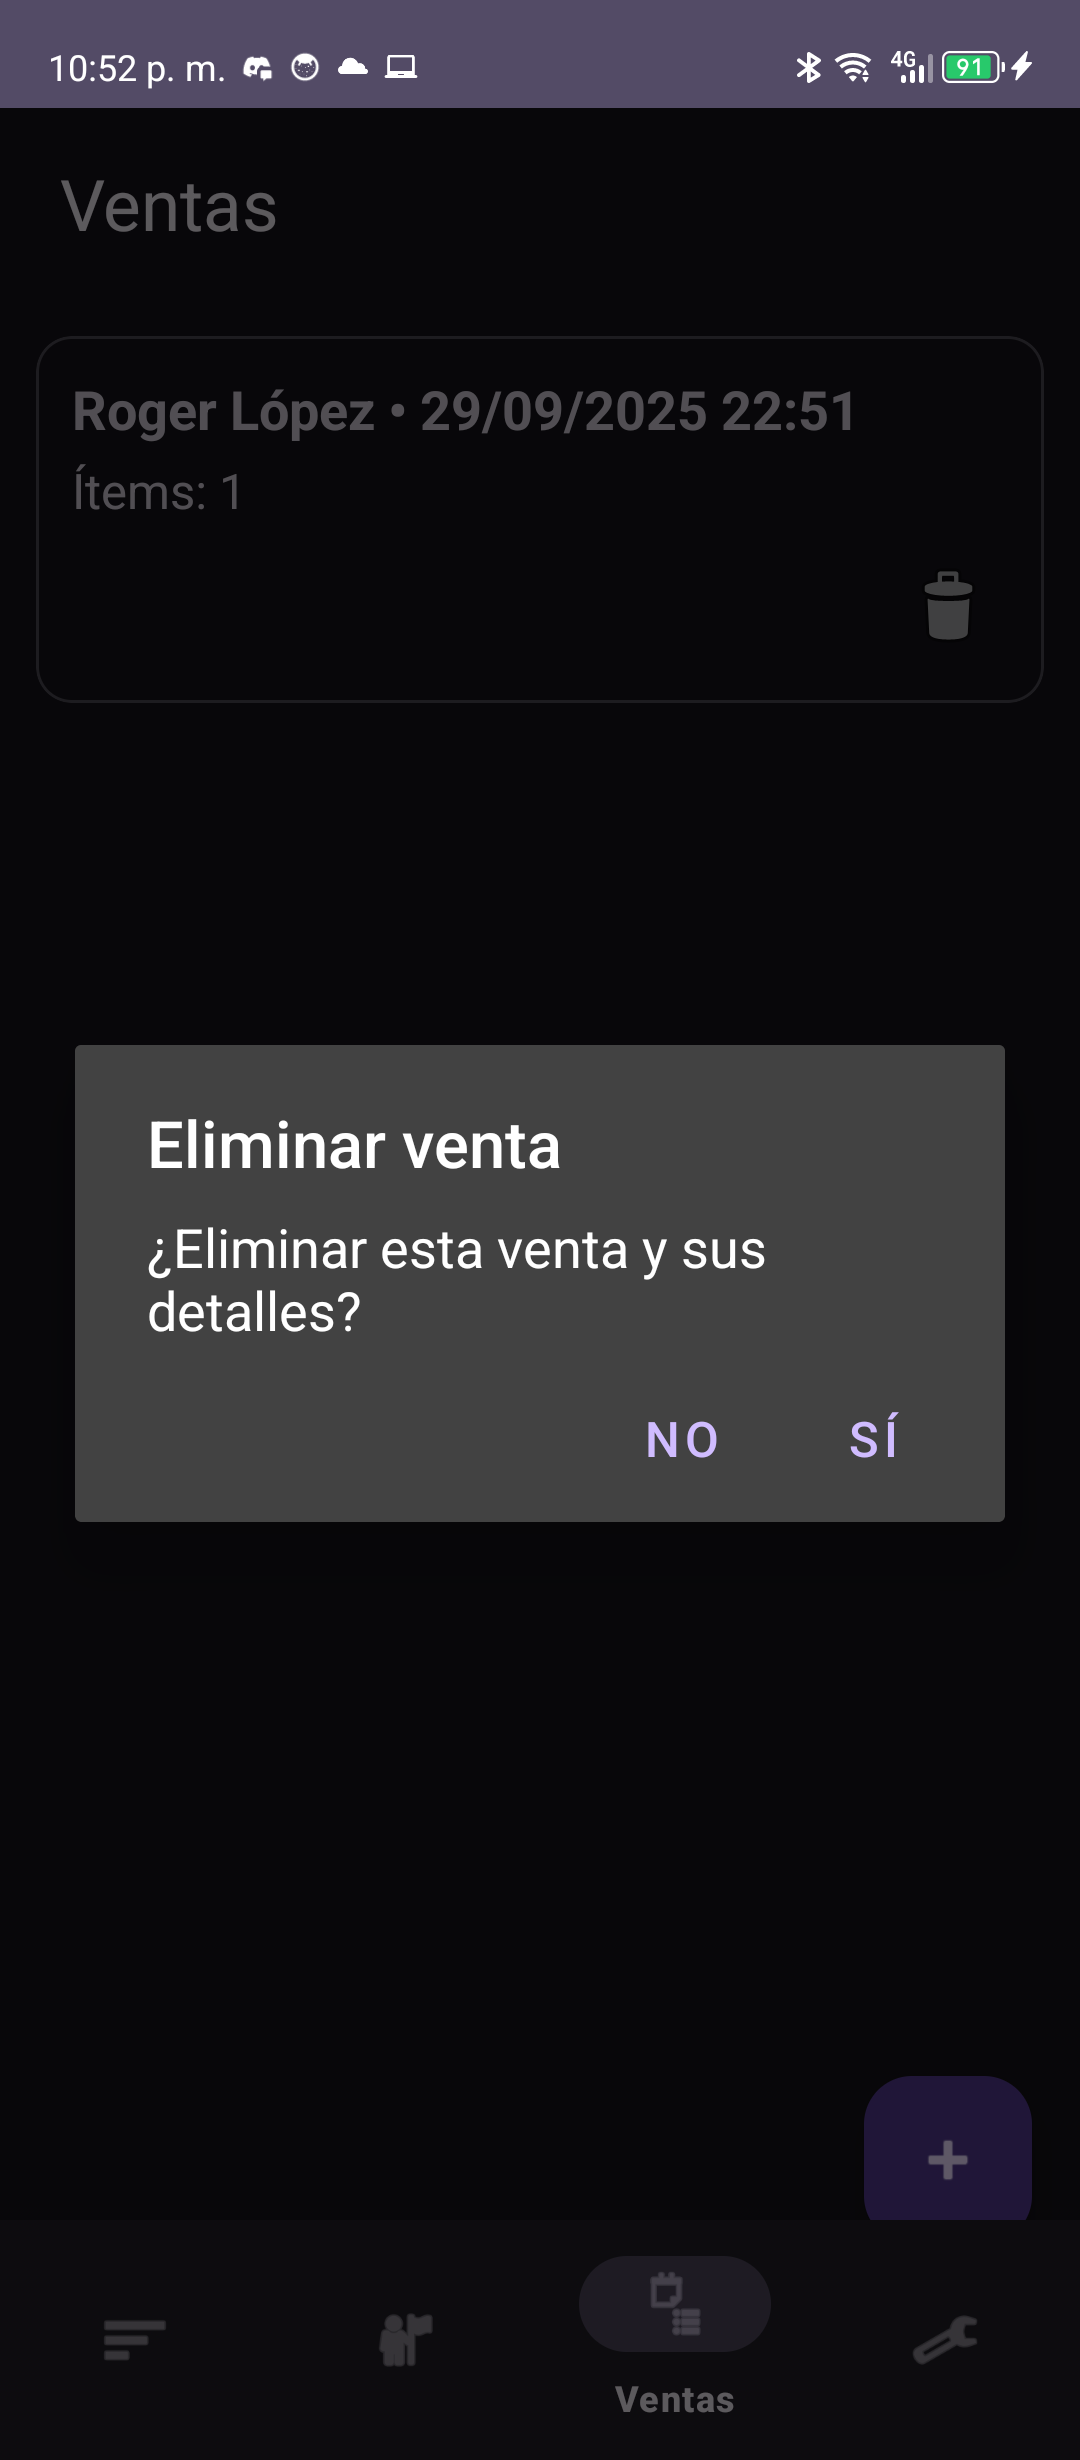 10:52 p. m.
4G
91
Ventas
Roger López • 29/09/2025 22:51
Ítems: 1
Eliminar venta
¿Eliminar esta venta y sus
detalles?
NO SÍ
Ventas